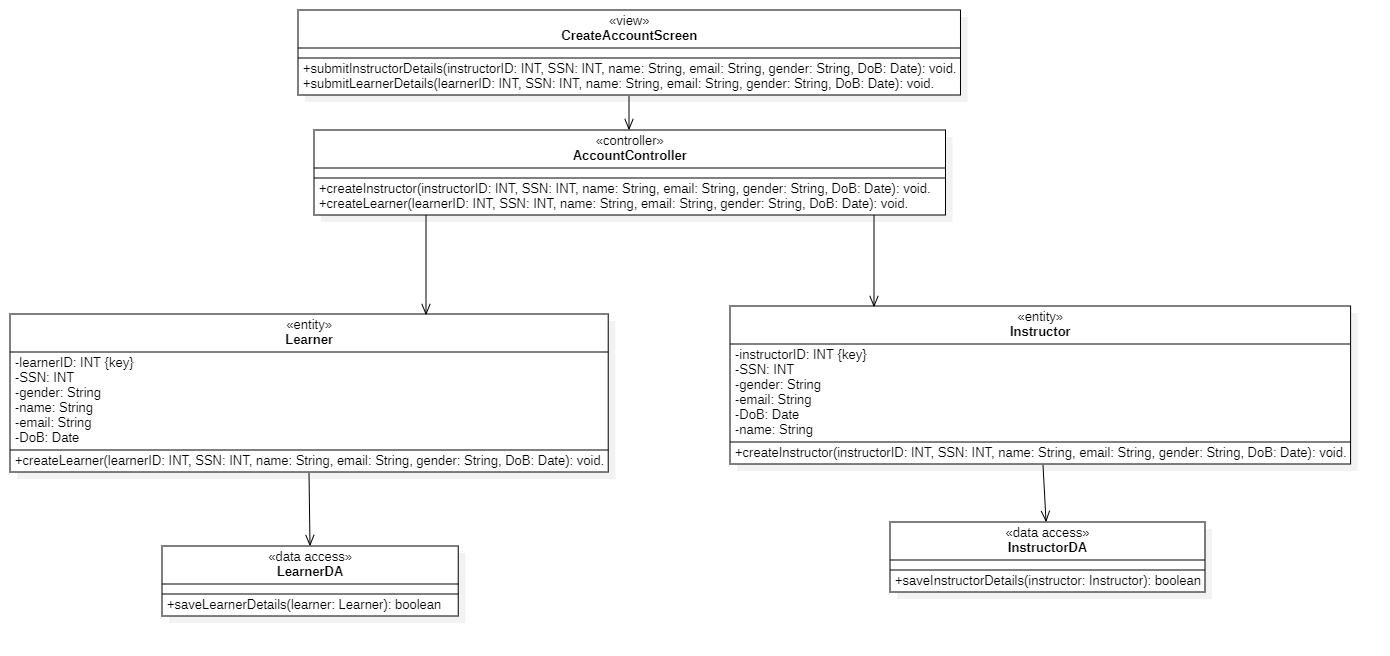 «view»
CreateAccountScreen
+submitInstructorDetails(instructorID: INT, SSN: INT, name: String, email: String, gender: String, DoB: Date): void.
+submitLearnerDetails(learnerID: INT, SSN: INT, name: String, email: String, gender: String, DoB: Date): void.
«controller»
AccountController
+createInstructor(instructorID: INT, SSN: INT, name: String, email: String, gender: String, DoB: Date): void.
+createLearner(learnerID: INT, SSN: INT, name: String, email: String, gender: String, DoB: Date): void.
«entity»
Learner
-learnerID: INT {key}
-SSN: INT
-gender: String
-name: String
-email: String
-DoB: Date
+createLearner(learnerID: INT, SSN: INT, name: String, email: String, gender: String, DoB: Date): void.
«entity»
Instructor
-instructorID: INT {key}
-SSN: INT
-gender: String
-email: String
-DoB: Date
-name: String
+createInstructor(instructorID: INT, SSN: INT, name: String, email: String, gender: String, DoB: Date): void.
«data access»
LearnerDA
+saveLearnerDetails(learner: Learner): boolean
«data access»
InstructorDA
+saveInstructorDetails(instructor: Instructor): boolean